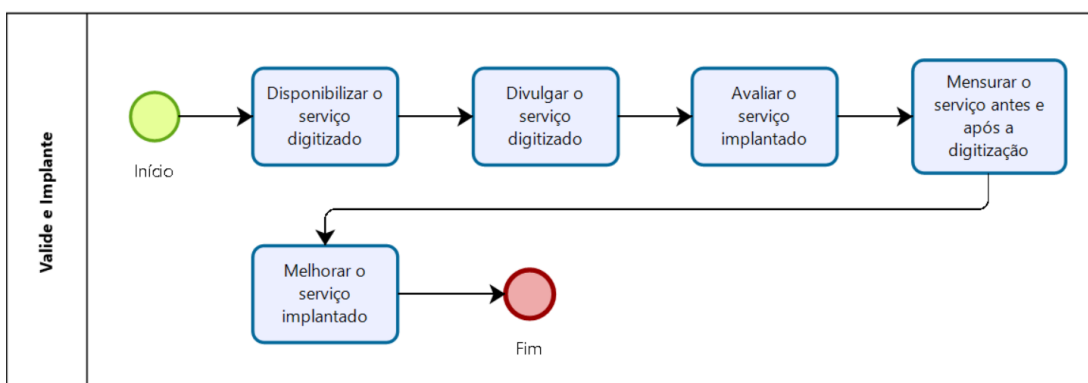 Valide e Implante
Início
Disponibilizar o
serviço
digitizado
Divulgar o
serviço
digitizado
Avaliar o
serviço
implantado
Mensurar o
serviço antes e
após a
digitização
Melhorar o
serviço
implantado
Fim